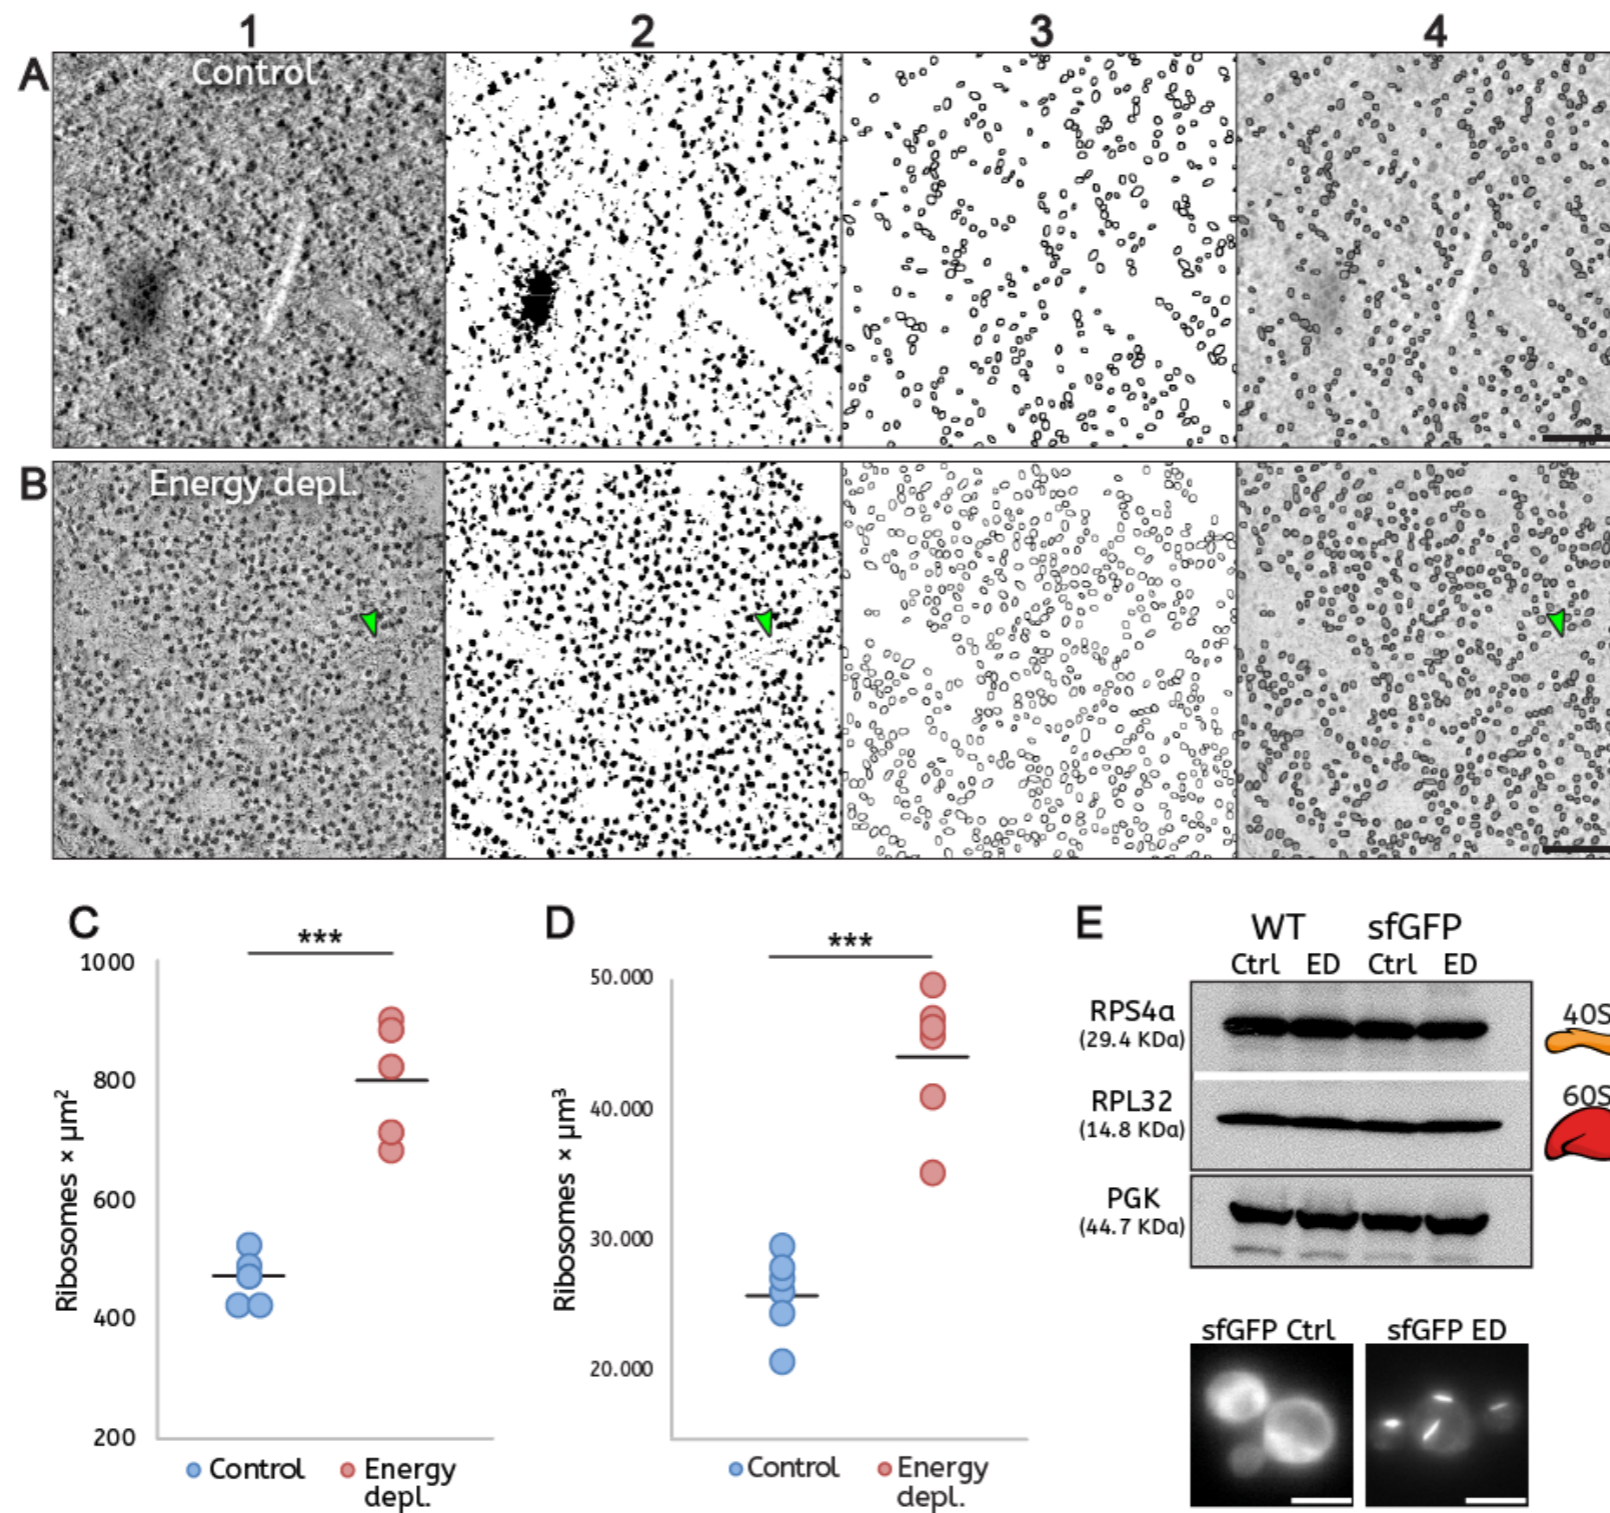 1 2 3 4
A Control
B Energy depl.
C
***
1000
800
600
400
200
Ribosomes × µm²
Control
Energy
depl.
D
***
50.000
40.000
30.000
20.000
Ribosomes × µm³
Control
Energy
depl.
E
WT sfGFP
Ctrl ED Ctrl ED
RPS4a
(29.4 KDa)
40S
RPL32
(14.8 KDa)
60S
PGK
(44.7 KDa)
sfGFP Ctrl sfGFP ED